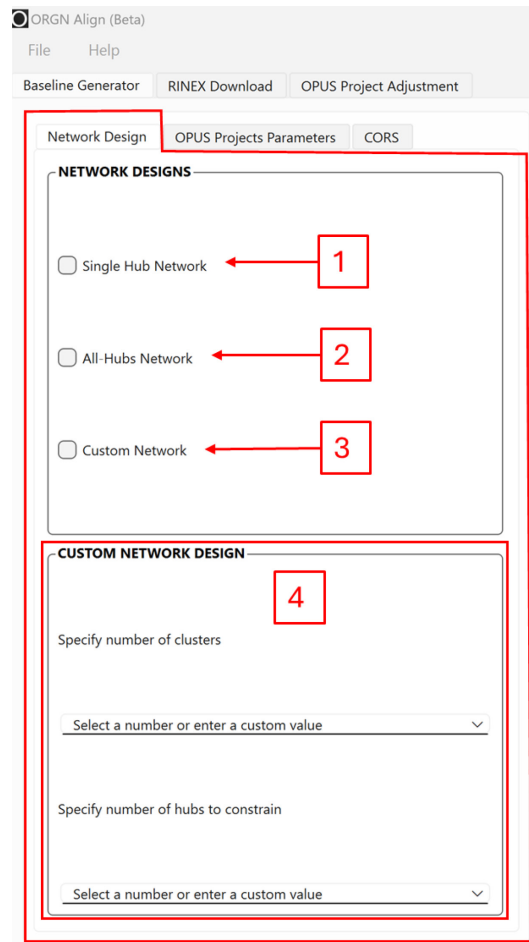 ORGN Align (Beta)
File Help
Baseline Generator RINEX Download OPUS Project Adjustment
Network Design OPUS Projects Parameters CORS
NETWORK DESIGNS
Single Hub Network 1
All-Hubs Network 2
Custom Network 3
CUSTOM NETWORK DESIGN
4
Specify number of clusters
Select a number or enter a custom value
Specify number of hubs to constrain
Select a number or enter a custom value